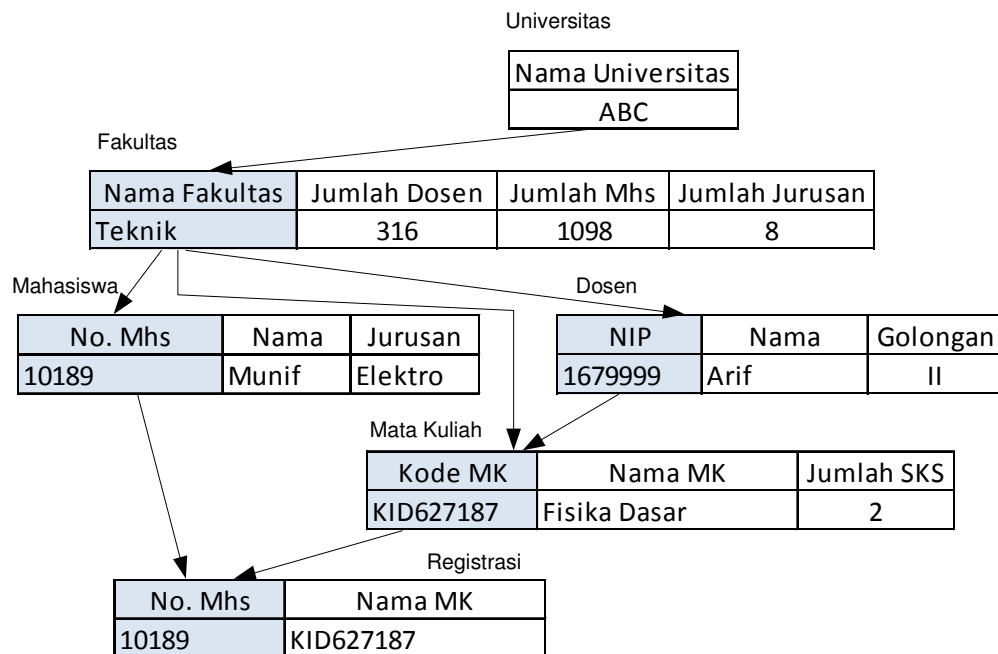 Universitas
Nama Universitas
ABC
Fakultas
Nama Fakultas Jumlah Dosen Jumlah Mhs Jumlah Jurusan
Teknik 316 1098 8
Mahasiswa Dosen
No. Mhs Nama Jurusan NIP Nama Golongan
10189 Munif Elektro 1679999 Arif II
Mata Kuliah
Kode MK Nama MK Jumlah SKS
KID627187 Fisika Dasar 2
Registrasi
No. Mhs Nama MK
10189 KID627187